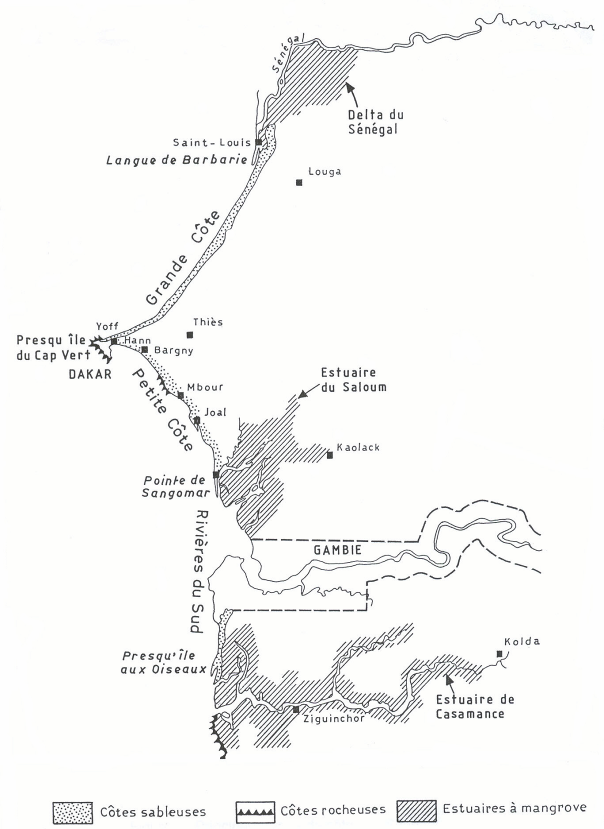 Sénégal
Delta du
Sénégal
Saint-Louis
Langue de Barbarie
Louga
Grande Côte
Yoff
Thiès
Presqu'île
du Cap Vert
Hann
Bargny
DAKAR
Petite Côte
Mbour
Joal
Estuaire
du Saloum
Kaolack
Pointe de
Sangomar
Rivières du Sud
GAMBIE
Presqu'île
aux Oiseaux
Kolda
Estuaire de
Casamance
Ziguinchor
Côtes sableuses
Côtes rocheuses
Estuaires à mangrove